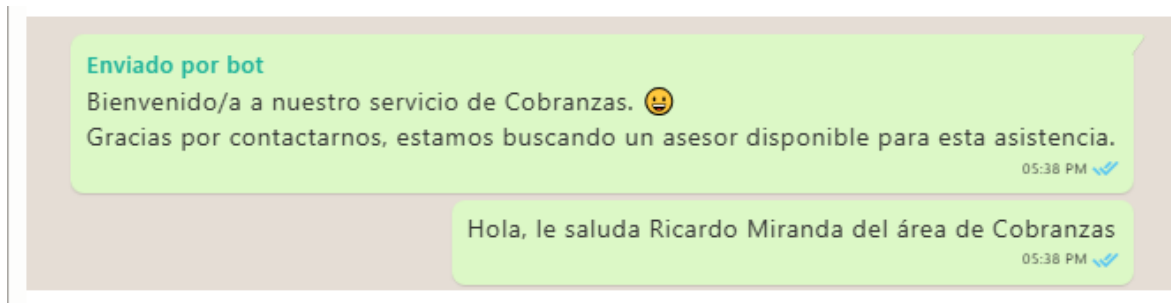 Enviado por bot
Bienvenido/a a nuestro servicio de Cobranzas. 😀
Gracias por contactarnos, estamos buscando un asesor disponible para esta asistencia.
05:38 PM
Hola, le saluda Ricardo Miranda del área de Cobranzas
05:38 PM